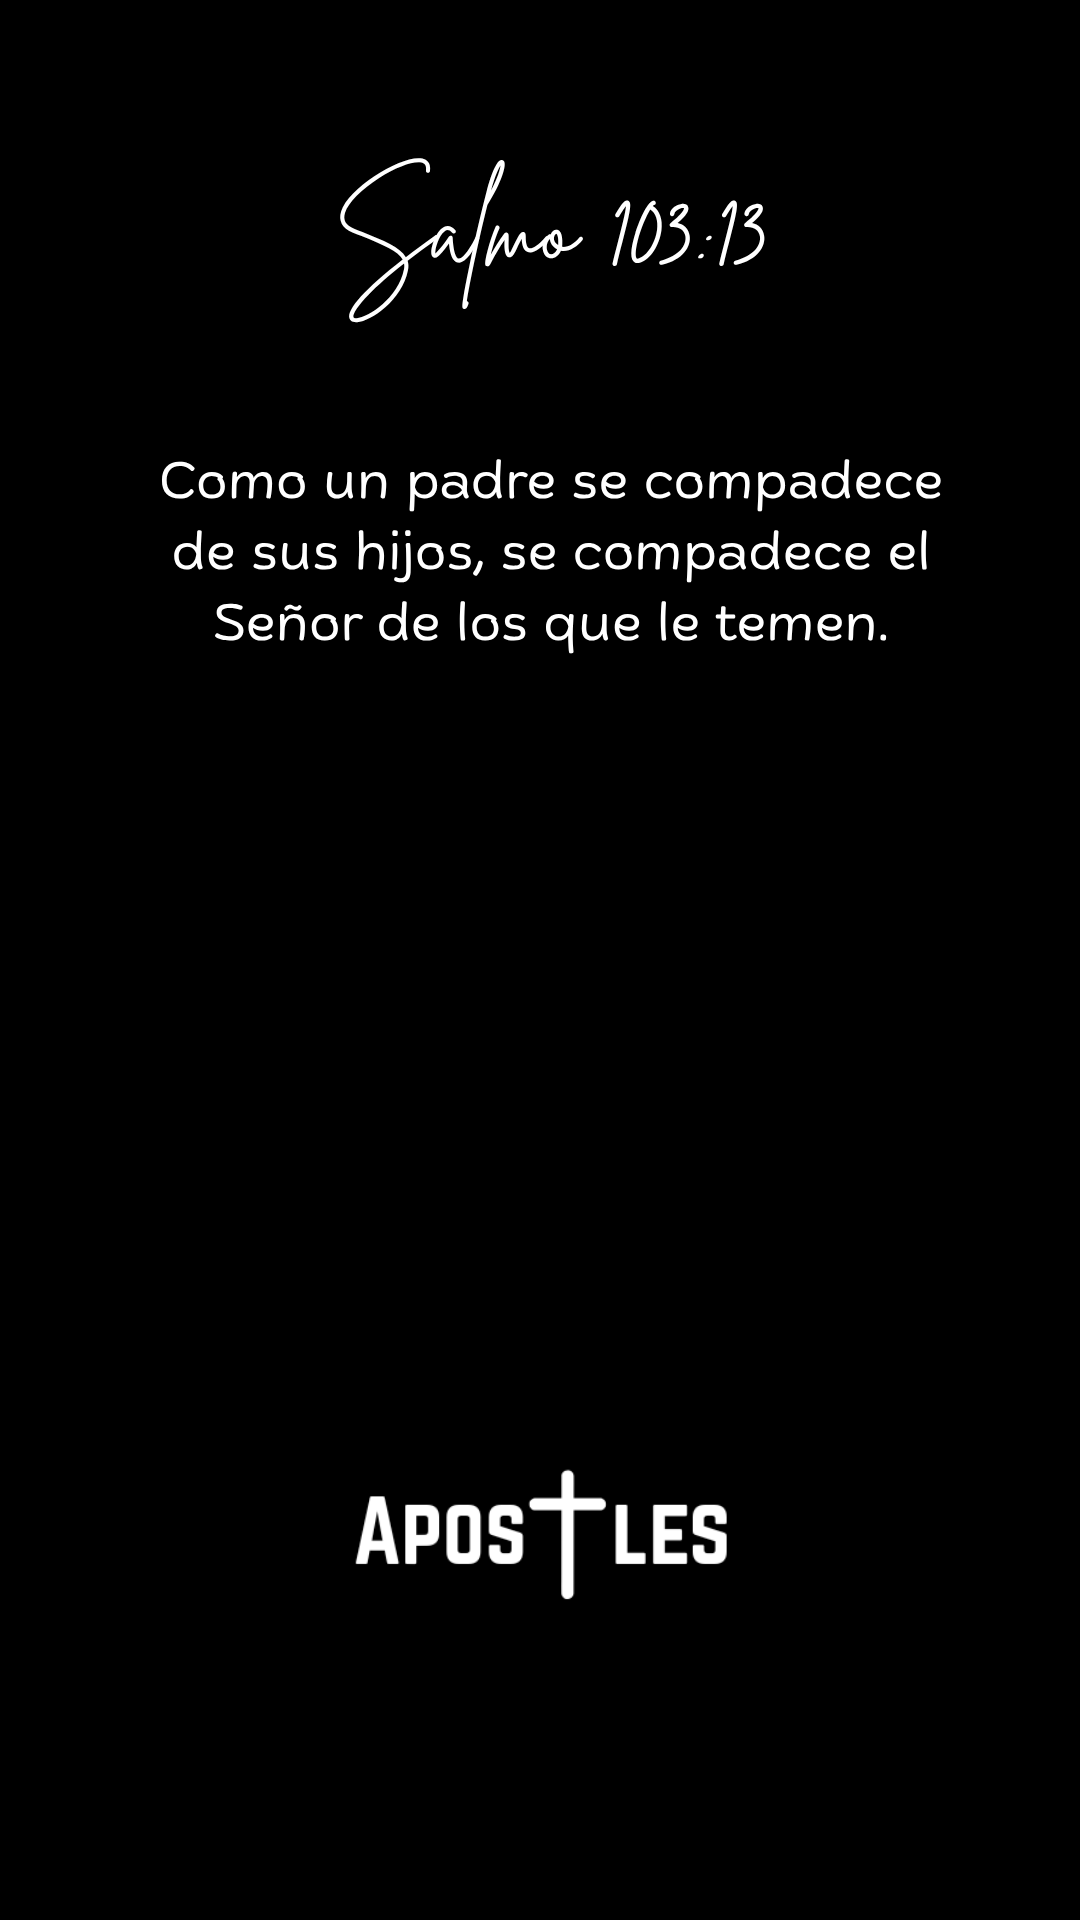 Salmo 103:13
Como un padre se compadece
de sus hijos, se compadece el
Señor de los que le temen.
APOSTLES